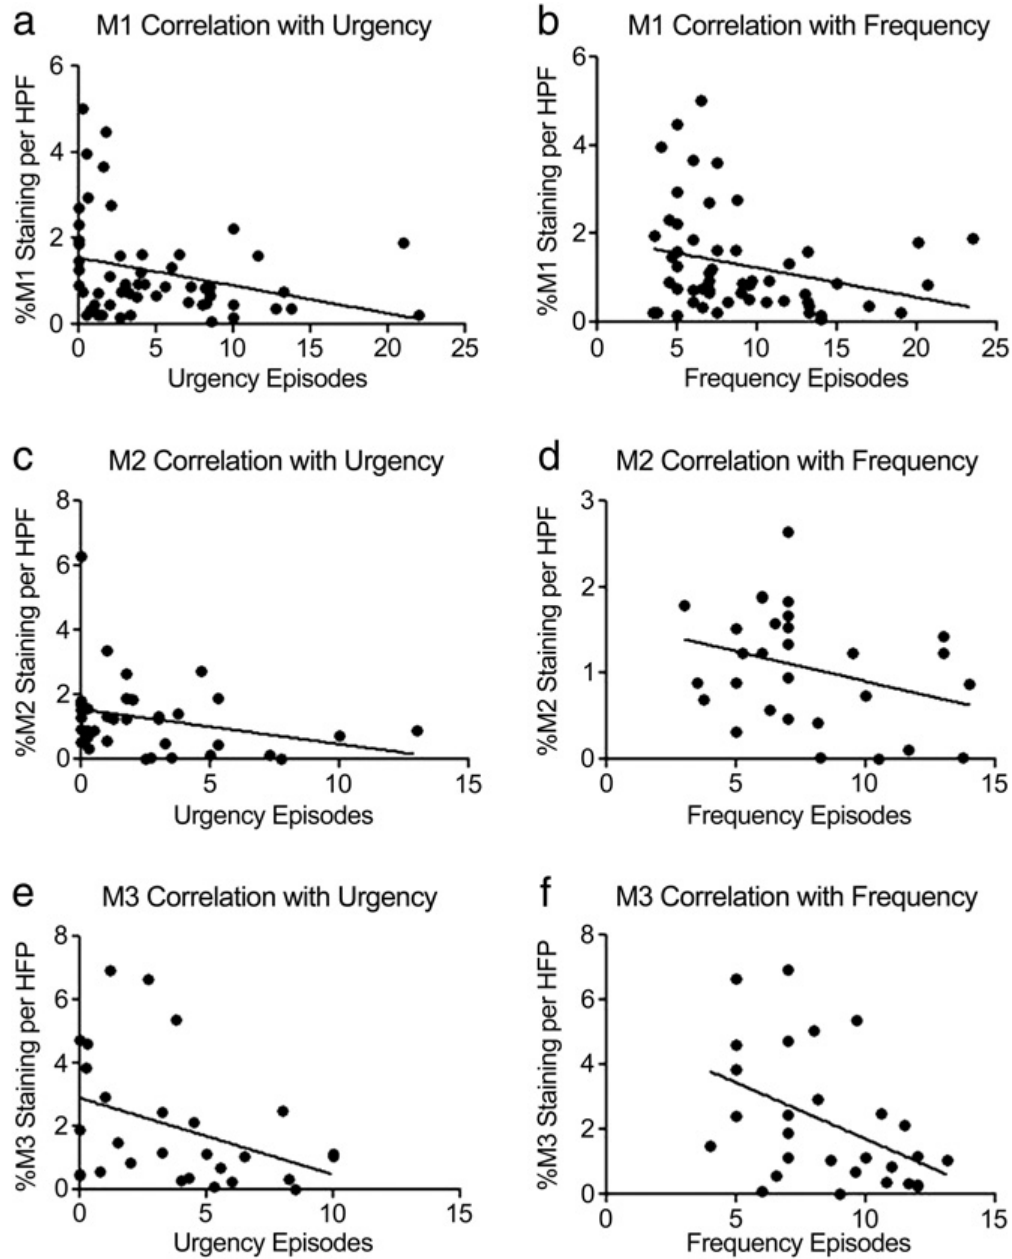 a M1 Correlation with Urgency
%M1 Staining per HPF
6
4
2
0
0 5 10 15 20 25
Urgency Episodes
b M1 Correlation with Frequency
%M1 Staining per HPF
6
4
2
0
0 5 10 15 20 25
Frequency Episodes
c M2 Correlation with Urgency
%M2 Staining per HPF
8
6
4
2
0
0 5 10 15
Urgency Episodes
d M2 Correlation with Frequency
%M2 Staining per HPF
3
2
1
0
0 5 10 15
Frequency Episodes
e M3 Correlation with Urgency
%M3 Staining per HFP
8
6
4
2
0
0 5 10 15
Urgency Episodes
f M3 Correlation with Frequency
%M3 Staining per HFP
8
6
4
2
0
0 5 10 15
Frequency Episodes